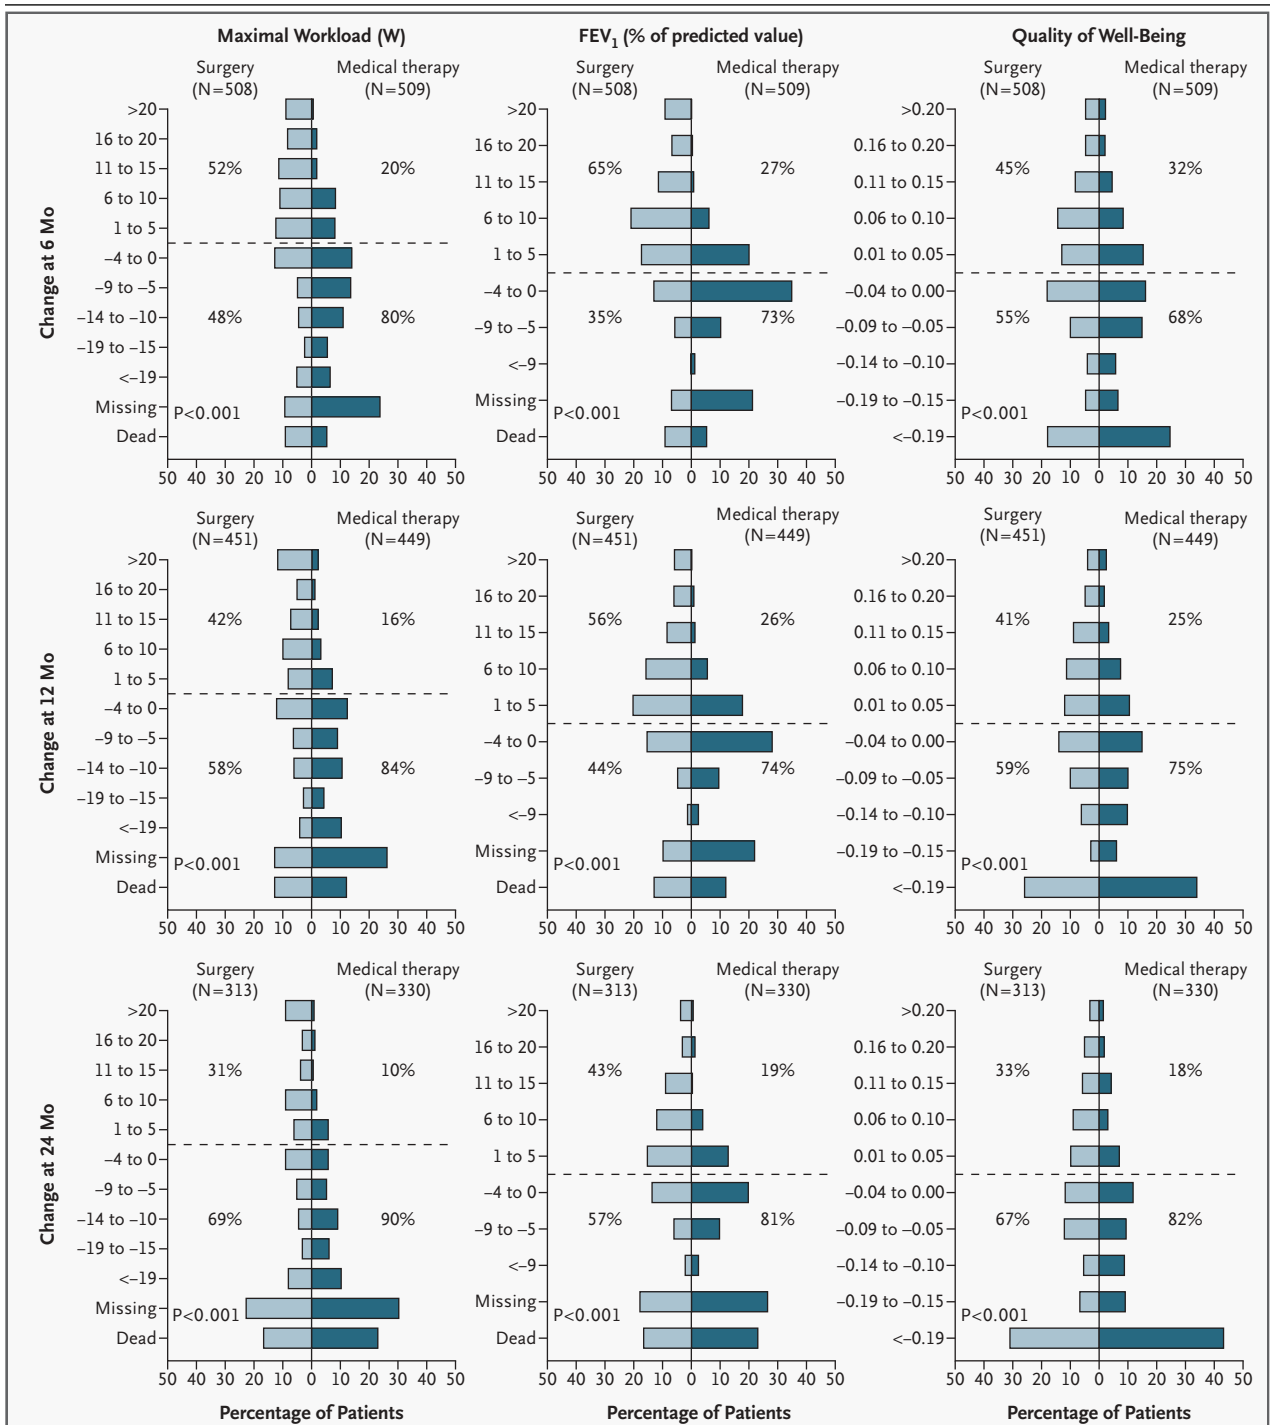 Maximal Workload (W)
FEV1 (% of predicted value)
Quality of Well-Being
Change at 6 Mo
Surgery
(N=508)
Medical therapy
(N=509)
>20
16 to 20
11 to 15
6 to 10
1 to 5
–4 to 0
–9 to –5
–14 to –10
–19 to –15
<–19
Missing
Dead
52%
20%
48%
80%
P<0.001
50 40 30 20 10 0 10 20 30 40 50
Surgery
(N=508)
Medical therapy
(N=509)
>20
16 to 20
11 to 15
6 to 10
1 to 5
–4 to 0
–9 to –5
<–9
Missing
Dead
65%
27%
35%
73%
P<0.001
50 40 30 20 10 0 10 20 30 40 50
Surgery
(N=508)
Medical therapy
(N=509)
>0.20
0.16 to 0.20
0.11 to 0.15
0.06 to 0.10
0.01 to 0.05
–0.04 to 0.00
–0.09 to –0.05
–0.14 to –0.10
–0.19 to –0.15
<–0.19
45%
32%
55%
68%
P<0.001
50 40 30 20 10 0 10 20 30 40 50
Change at 12 Mo
Surgery
(N=451)
Medical therapy
(N=449)
>20
16 to 20
11 to 15
6 to 10
1 to 5
–4 to 0
–9 to –5
–14 to –10
–19 to –15
<–19
Missing
Dead
42%
16%
58%
84%
P<0.001
50 40 30 20 10 0 10 20 30 40 50
Surgery
(N=451)
Medical therapy
(N=449)
>20
16 to 20
11 to 15
6 to 10
1 to 5
–4 to 0
–9 to –5
<–9
Missing
Dead
56%
26%
44%
74%
P<0.001
50 40 30 20 10 0 10 20 30 40 50
Surgery
(N=451)
Medical therapy
(N=449)
>0.20
0.16 to 0.20
0.11 to 0.15
0.06 to 0.10
0.01 to 0.05
–0.04 to 0.00
–0.09 to –0.05
–0.14 to –0.10
–0.19 to –0.15
<–0.19
41%
25%
59%
75%
P<0.001
50 40 30 20 10 0 10 20 30 40 50
Change at 24 Mo
Surgery
(N=313)
Medical therapy
(N=330)
>20
16 to 20
11 to 15
6 to 10
1 to 5
–4 to 0
–9 to –5
–14 to –10
–19 to –15
<–19
Missing
Dead
31%
10%
69%
90%
P<0.001
50 40 30 20 10 0 10 20 30 40 50
Percentage of Patients
Surgery
(N=313)
Medical therapy
(N=330)
>20
16 to 20
11 to 15
6 to 10
1 to 5
–4 to 0
–9 to –5
<–9
Missing
Dead
43%
19%
57%
81%
P<0.001
50 40 30 20 10 0 10 20 30 40 50
Percentage of Patients
Surgery
(N=313)
Medical therapy
(N=330)
>0.20
0.16 to 0.20
0.11 to 0.15
0.06 to 0.10
0.01 to 0.05
–0.04 to 0.00
–0.09 to –0.05
–0.14 to –0.10
–0.19 to –0.15
<–0.19
33%
18%
67%
82%
P<0.001
50 40 30 20 10 0 10 20 30 40 50
Percentage of Patients